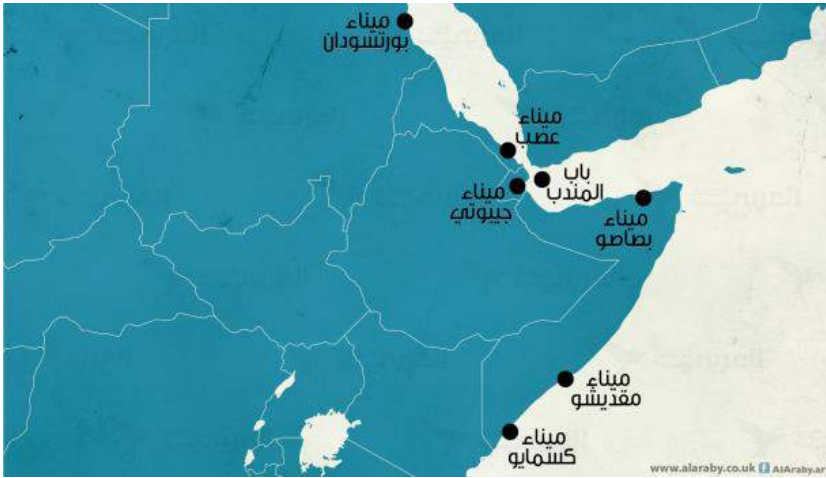 ميناء
بورتسودان
ميناء
عصب
باب
المندب
ميناء
جيبوتي
ميناء
بصاصو
ميناء
مقديشو
ميناء
كسمايو
www.alaraby.co.uk f AlAraby.ar